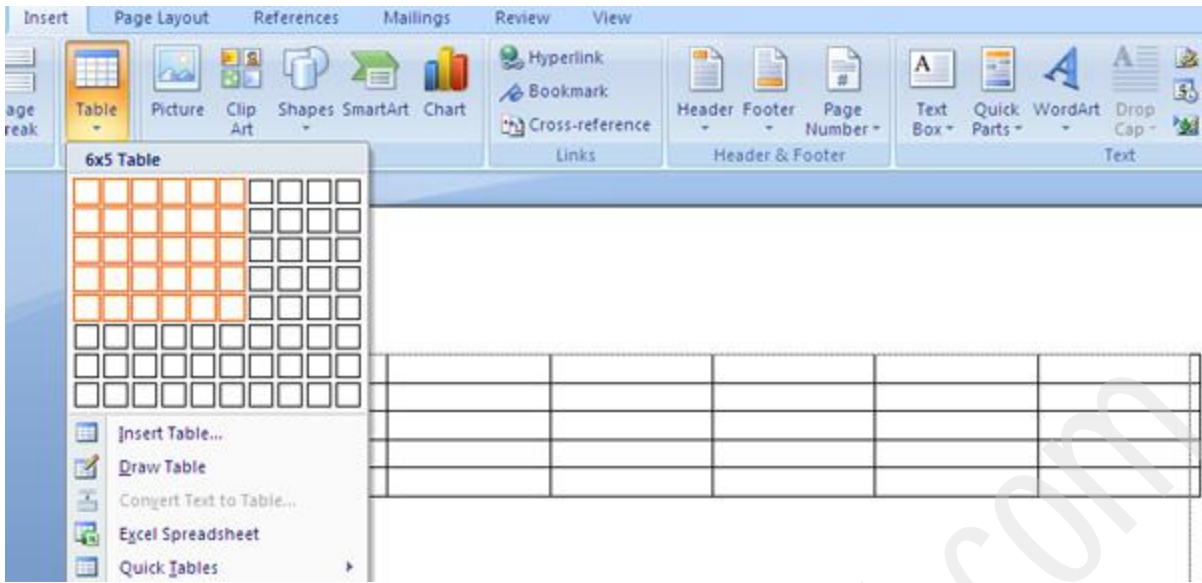 Insert Page Layout References Mailings Review View
Table Picture Clip Art Shapes SmartArt Chart
Hyperlink
Bookmark
Cross-reference
Links
Header Footer Page Number
Header & Footer
A
Text Box Quick Parts WordArt Drop Cap
Text
age
reak
6x5 Table
Insert Table...
Draw Table
Convert Text to Table...
Excel Spreadsheet
Quick Tables
com